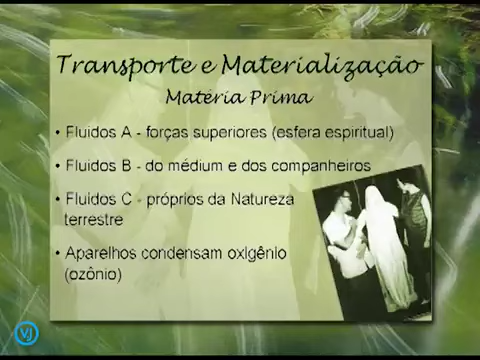 Transporte e Materialização
Matéria Prima
• Fluidos A - forças superiores (esfera espiritual)
• Fluidos B - do médium e dos companheiros
• Fluidos C - próprios da Natureza
terrestre
• Aparelhos condensam oxigênio
(ozônio)
VJ